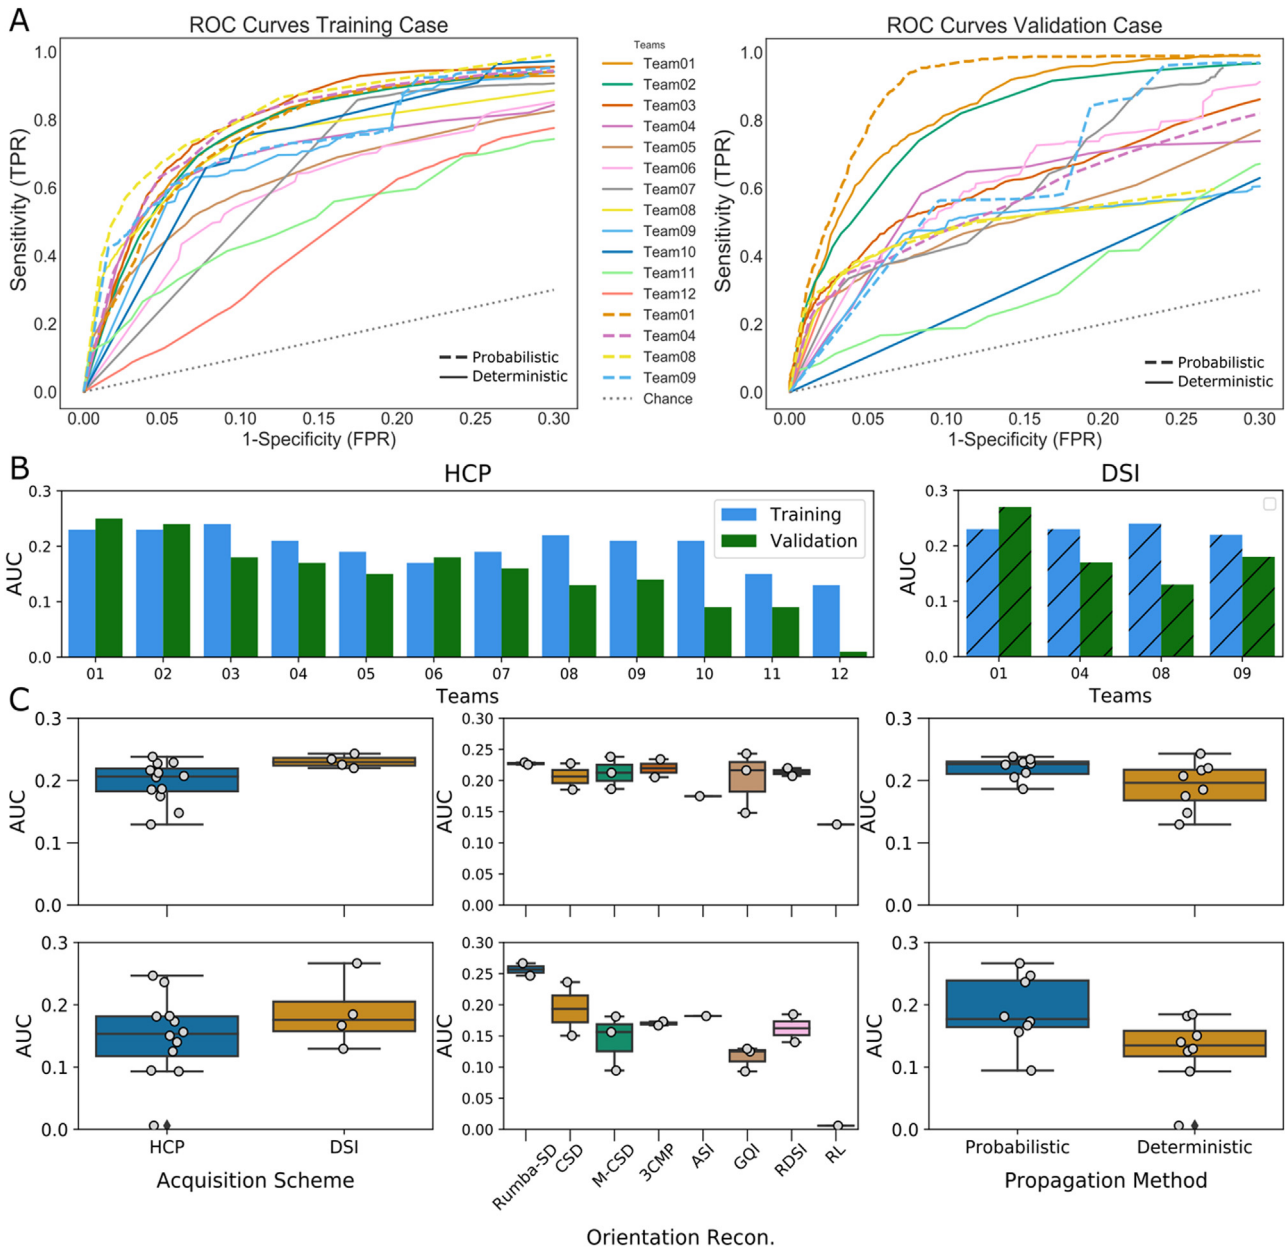 A
ROC Curves Training Case
ROC Curves Validation Case
Sensitivity (TPR)
1.0
0.8
0.6
0.4
0.2
0.0
0.00 0.05 0.10 0.15 0.20 0.25 0.30
1-Specificity (FPR)
Probabilistic
Deterministic
Teams
Team01
Team02
Team03
Team04
Team05
Team06
Team07
Team08
Team09
Team10
Team11
Team12
Team01
Team04
Team08
Team09
Chance
Sensitivity (TPR)
1.0
0.8
0.6
0.4
0.2
0.0
0.00 0.05 0.10 0.15 0.20 0.25 0.30
1-Specificity (FPR)
Probabilistic
Deterministic
B
HCP
AUC
0.3
0.2
0.1
0.0
Training
Validation
01 02 03 04 05 06 07 08 09 10 11 12
Teams
DSI
AUC
0.3
0.2
0.1
0.0
01 04 08 09
Teams
C
AUC
0.3
0.2
0.1
0.0
AUC
0.30
0.25
0.20
0.15
0.10
0.05
0.00
AUC
0.3
0.2
0.1
0.0
AUC
0.3
0.2
0.1
0.0
HCP DSI
Acquisition Scheme
AUC
0.30
0.25
0.20
0.15
0.10
0.05
0.00
Rumba-SD CSD M-CSD 3CMP ASI GQI RDSI RL
Orientation Recon.
AUC
0.3
0.2
0.1
0.0
Probabilistic Deterministic
Propagation Method